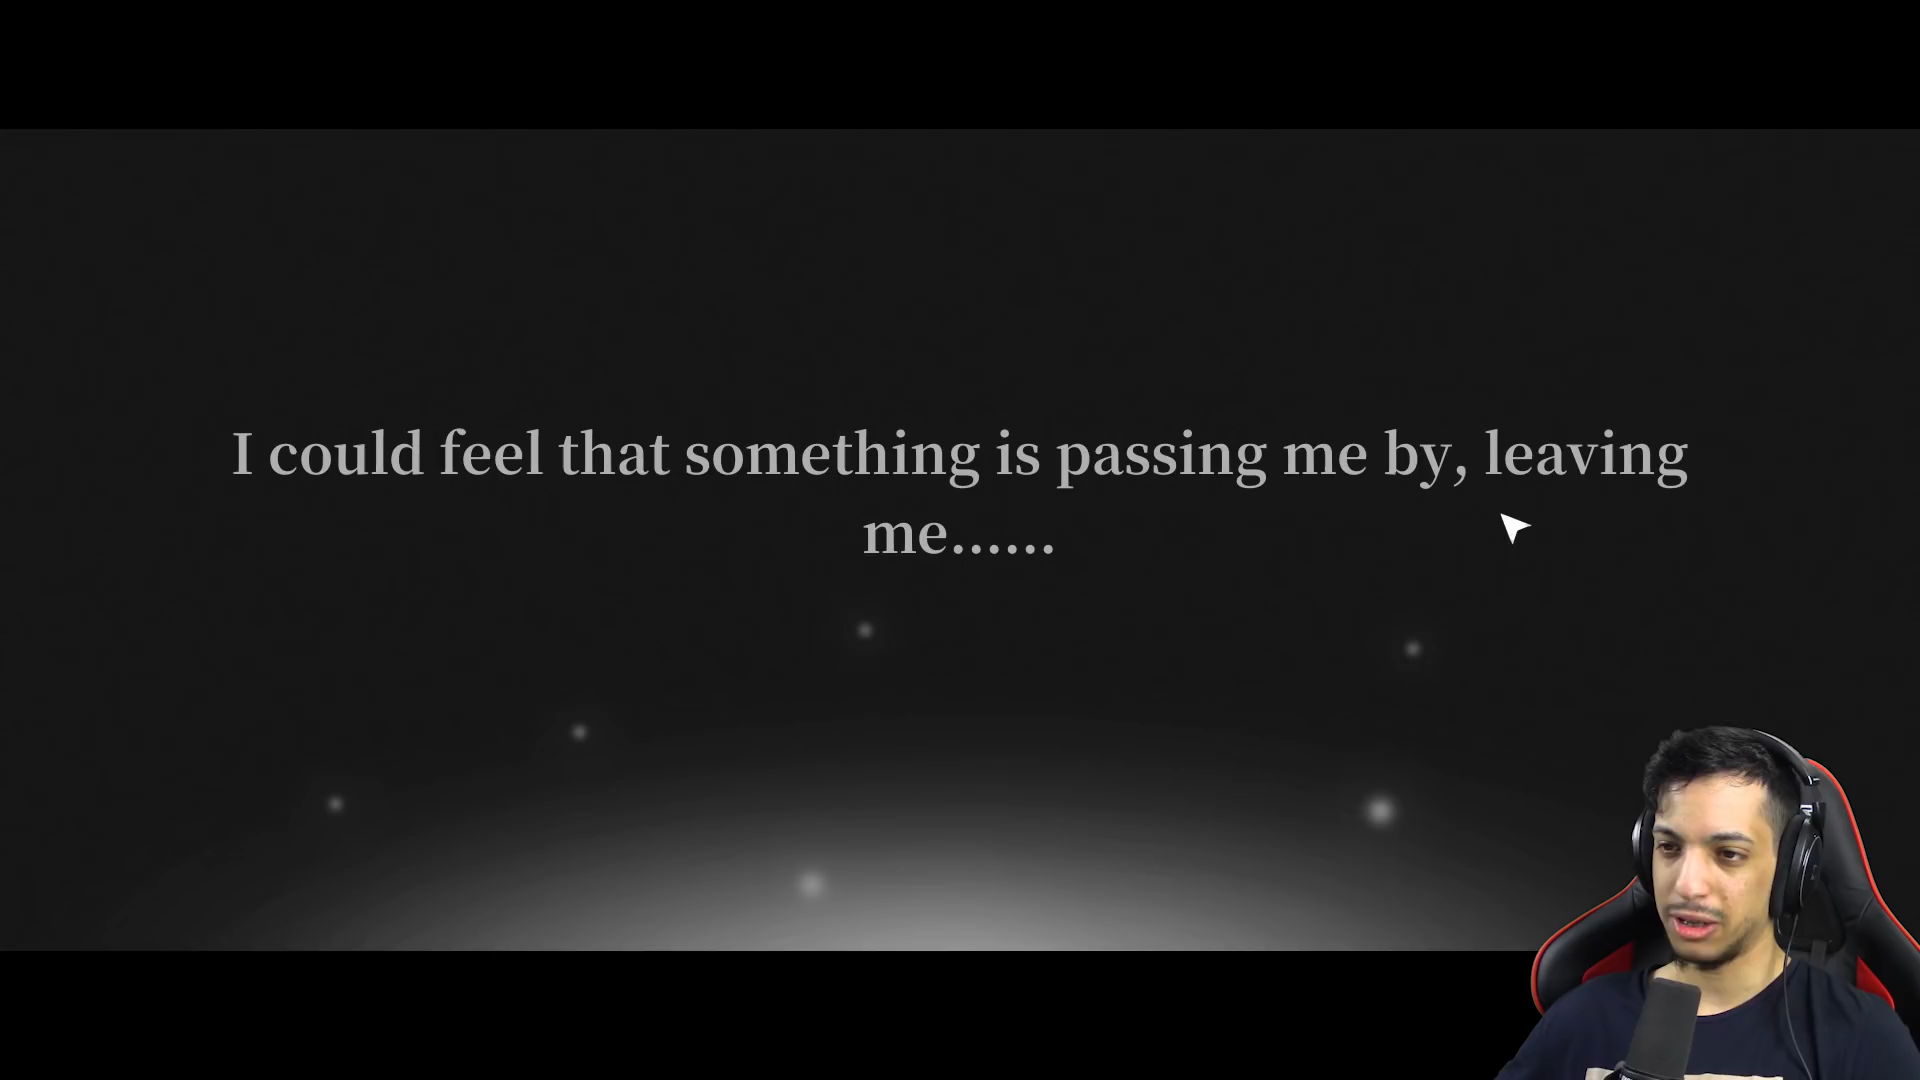 I could feel that something is passing me by, leaving
me......